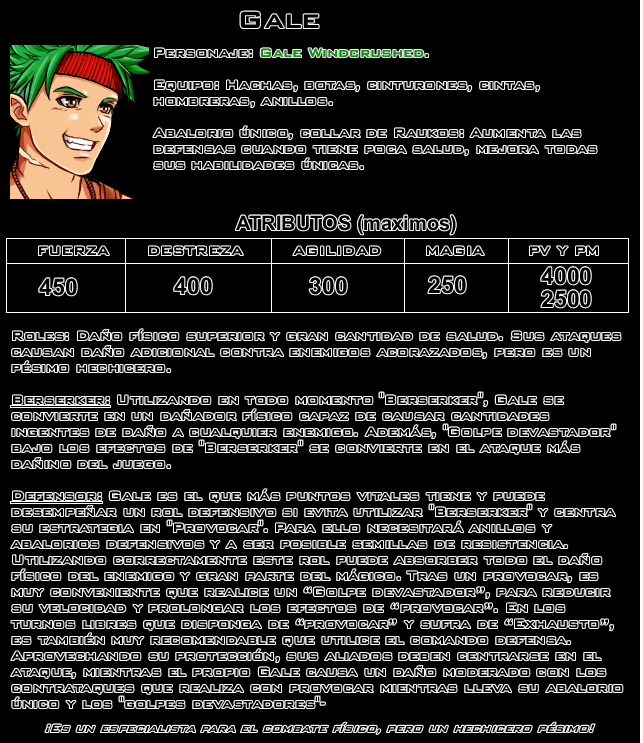 Gale
Personaje: Gale Windcrushed.
Equipo: Hachas, botas, cinturones, cintas,
hombreras, anillos.
Abalorio único, collar de Raukos: Aumenta las
defensas cuando tiene poca salud, mejora todas
sus habilidades únicas.
ATRIBUTOS (maximos)
FUERZA DESTREZA AGILIDAD MAGIA PV Y PM
450 400 300 250 4000
2500
Roles: Daño físico superior y gran cantidad de salud. Sus ataques
causan daño adicional contra enemigos acorazados, pero es un
pésimo hechicero.
Berserker: Utilizando en todo momento "Berserker", Gale se
convierte en un dañador físico capaz de causar cantidades
ingentes de daño a cualquier enemigo. Además, "Golpe devastador"
bajo los efectos de "Berserker" se convierte en el ataque más
dañino del juego.
Defensor: Gale es el que más puntos vitales tiene y puede
desempeñar un rol defensivo si evita utilizar "Berserker" y centra
su estrategia en "Provocar". Para ello necesitará anillos y
abalorios defensivos y a ser posible semillas de resistencia.
Utilizando correctamente este rol puede absorber todo el daño
físico del enemigo y gran parte del mágico. Tras un provocar, es
muy conveniente que realice un “Golpe devastador”, para reducir
su velocidad y prolongar los efectos de “provocar”. En los
turnos libres que disponga de “provocar” y sufra de “Exhausto”,
es también muy recomendable que utilice el comando defensa.
Aprovechando su protección, sus aliados deben centrarse en el
ataque, mientras el propio Gale causa un daño moderado con los
contrataques que realiza con provocar mientras lleva su abalorio
único y los "golpes devastadores"-
¡Es un especialista para el combate físico, pero un hechicero pésimo!